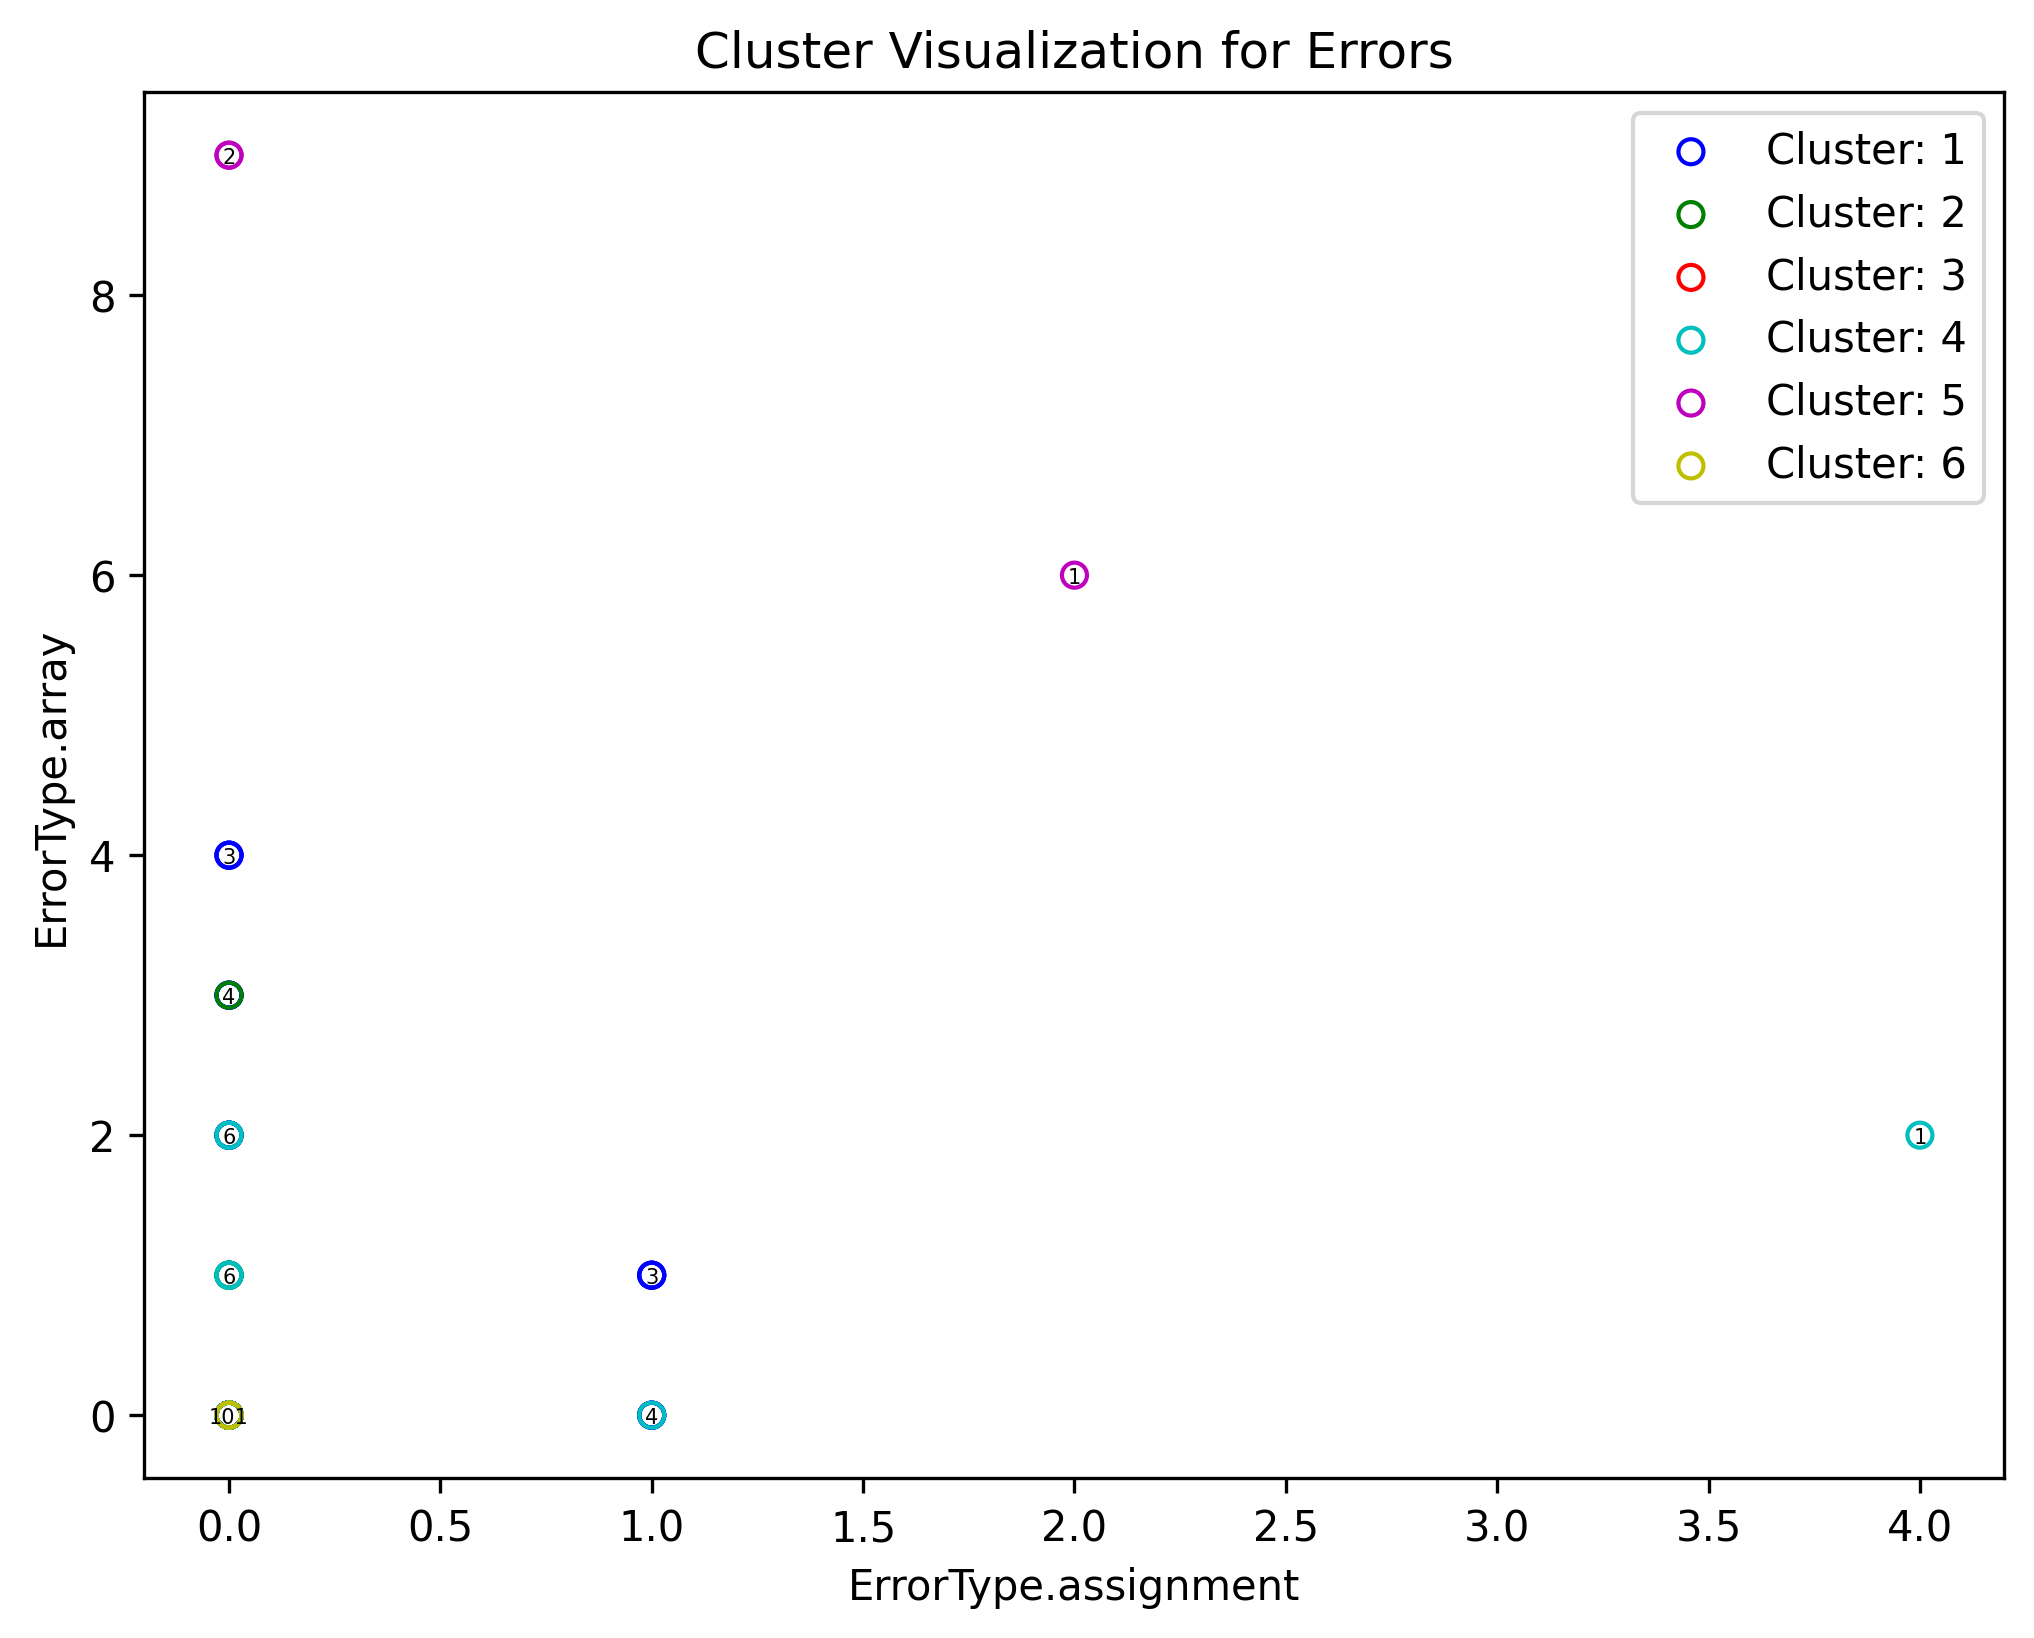 Cluster Visualization for Errors
Cluster: 1
Cluster: 2
Cluster: 3
Cluster: 4
Cluster: 5
Cluster: 6
ErrorType.array
8
6
4
2
0
2
1
3
4
6
1
6
3
101
4
0.0 0.5 1.0 1.5 2.0 2.5 3.0 3.5 4.0
ErrorType.assignment